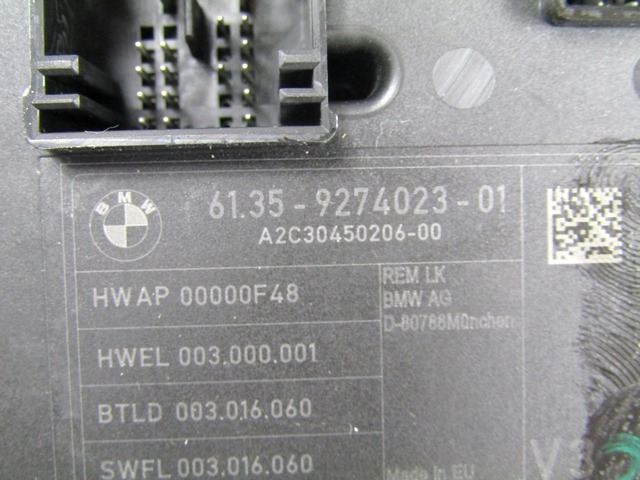 BMW
61.35 - 9274023 - 01
A2C30450206-00
HWAP 00000F48
REM LK
BMW AG
D-80788München
HWEL 003.000.001
BTLD 003.016.060
SWFL 003.016.060
Made in EU
V3